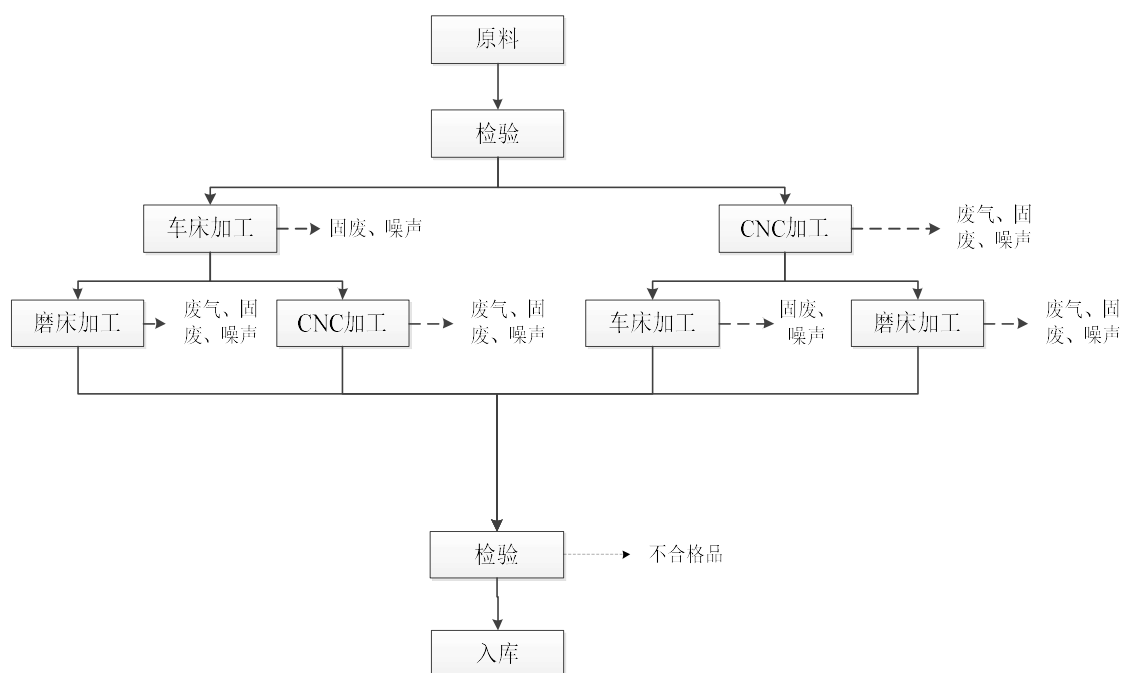 原料
检验
车床加工
固废、噪声
CNC加工
废气、固
废、噪声
磨床加工
废气、固
废、噪声
CNC加工
废气、固
废、噪声
车床加工
固废、
噪声
磨床加工
废气、固
废、噪声
检验
不合格品
入库